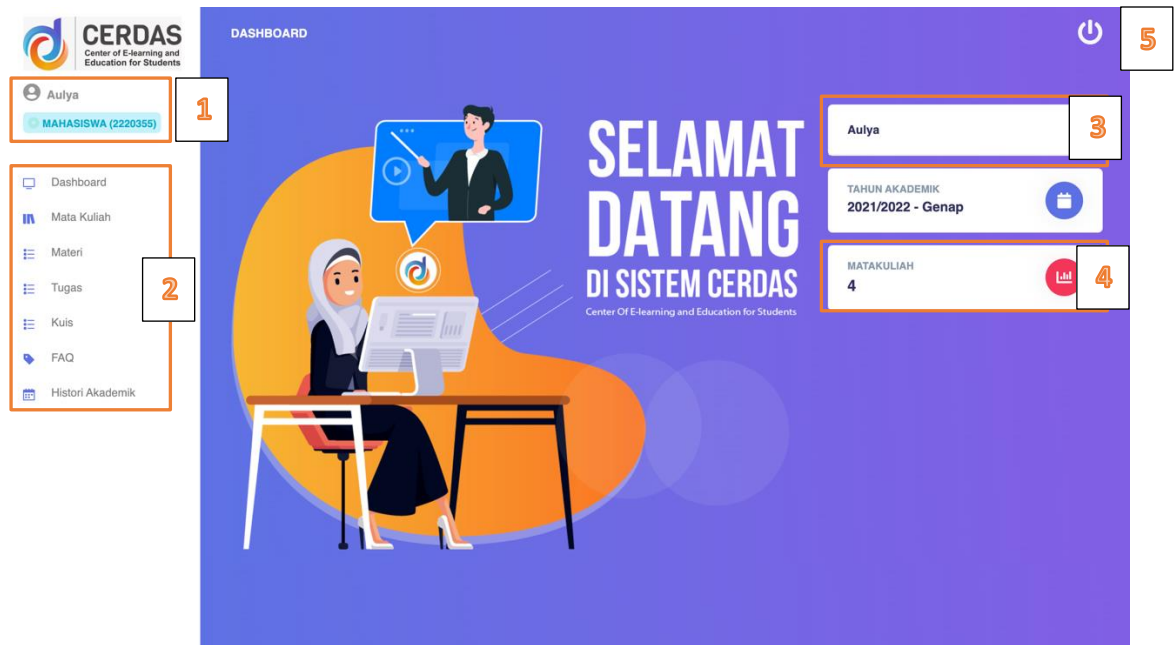 CERDAS
Center of E-learning and
Education for Students
DASHBOARD
5
Aulya
MAHASISWA (2220355)
1
Dashboard
Mata Kuliah
Materi
Tugas
Kuis
FAQ
Histori Akademik
2
SELAMAT
DATANG
DI SISTEM CERDAS
Center Of E-learning and Education for Students
Aulya
3
TAHUN AKADEMIK
2021/2022 - Genap
MATAKULIAH
4
4